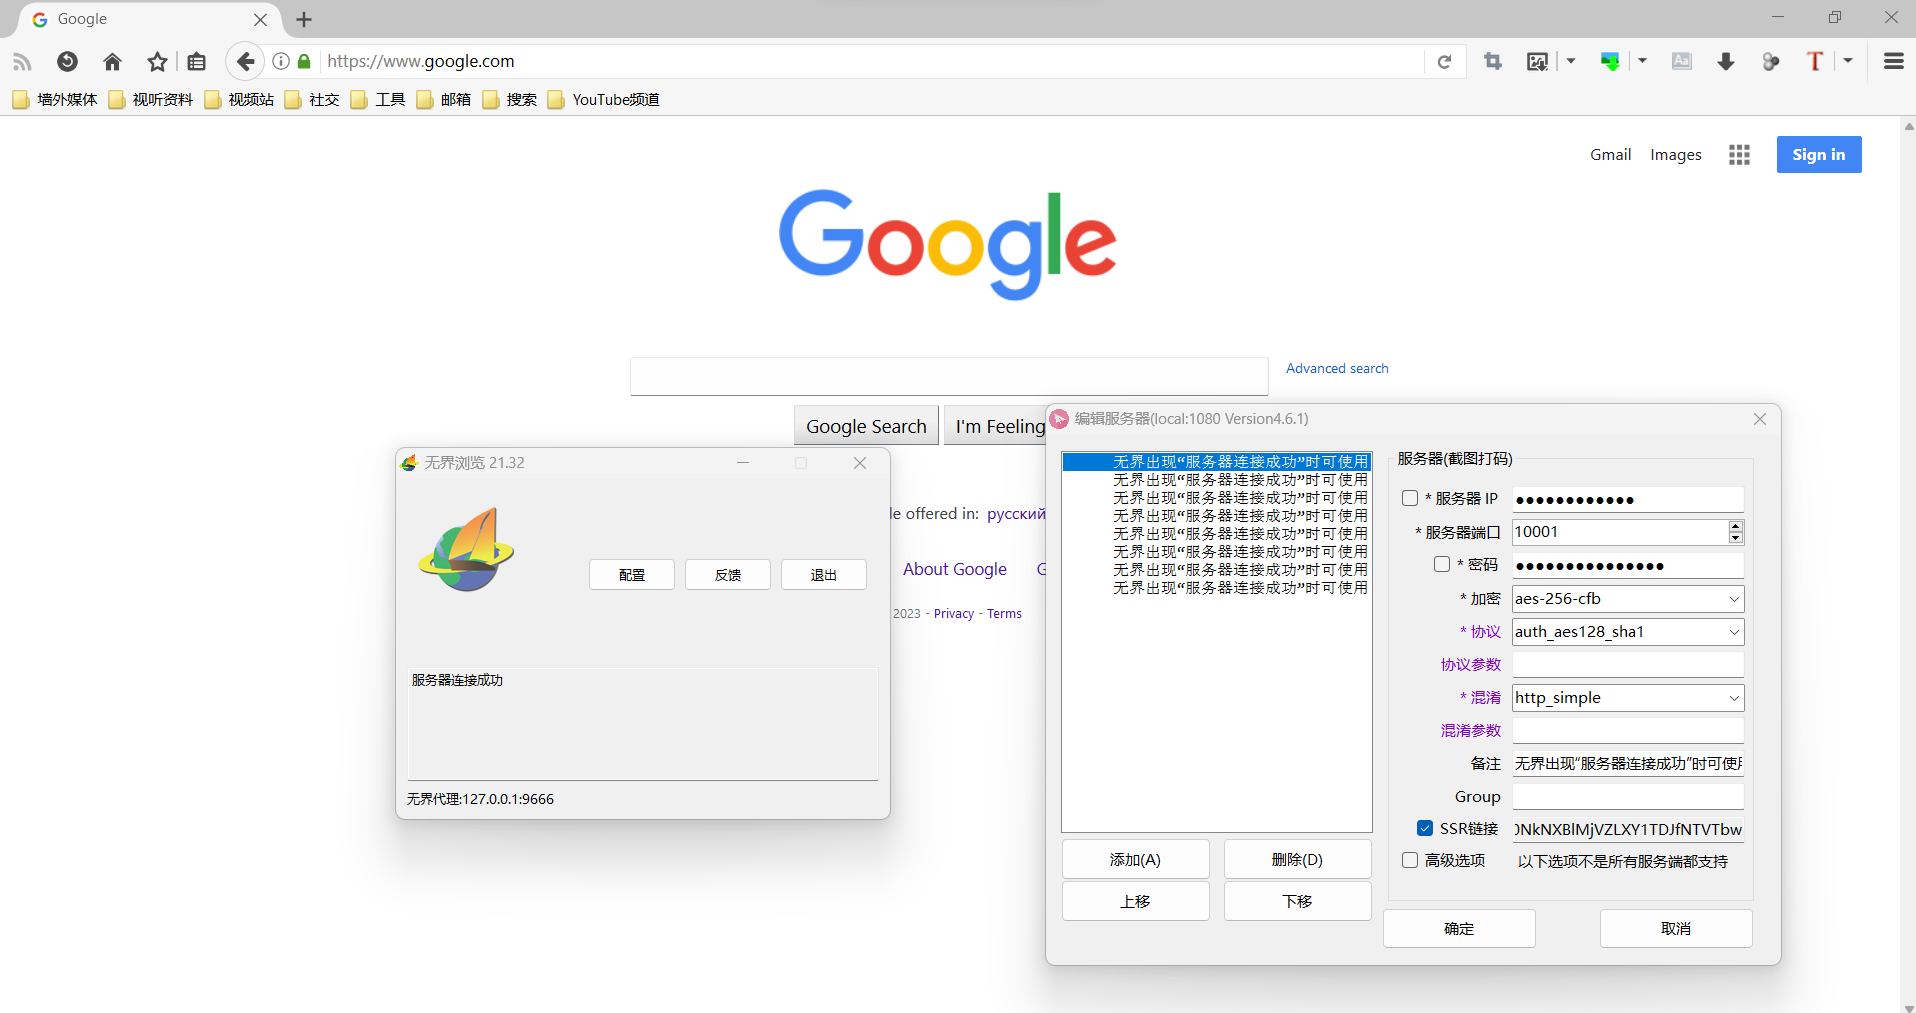 Google
https://www.google.com
墙外媒体 视听资料 视频站 社交 工具 邮箱 搜索 YouTube频道
Gmail Images Sign in
Google
Advanced search
Google Search I'm Feeling
le offered in: русский
About Google G
2023 - Privacy - Terms
无界浏览 21.32
配置 反馈 退出
服务器连接成功
无界代理:127.0.0.1:9666
编辑服务器(local:1080 Version4.6.1)
无界出现“服务器连接成功”时可使用
无界出现“服务器连接成功”时可使用
无界出现“服务器连接成功”时可使用
无界出现“服务器连接成功”时可使用
无界出现“服务器连接成功”时可使用
无界出现“服务器连接成功”时可使用
无界出现“服务器连接成功”时可使用
无界出现“服务器连接成功”时可使用
添加(A) 删除(D)
上移 下移
服务器(截图打码)
* 服务器 IP ●●●●●●●●●●●●
* 服务器端口 10001
* 密码 ●●●●●●●●●●●●●●●
* 加密 aes-256-cfb
* 协议 auth_aes128_sha1
协议参数
* 混淆 http_simple
混淆参数
备注 无界出现“服务器连接成功”时可使
Group
SSR链接 NkNXBlMjVZLXY1TDJfNTVTbw
高级选项 以下选项不是所有服务端都支持
确定 取消